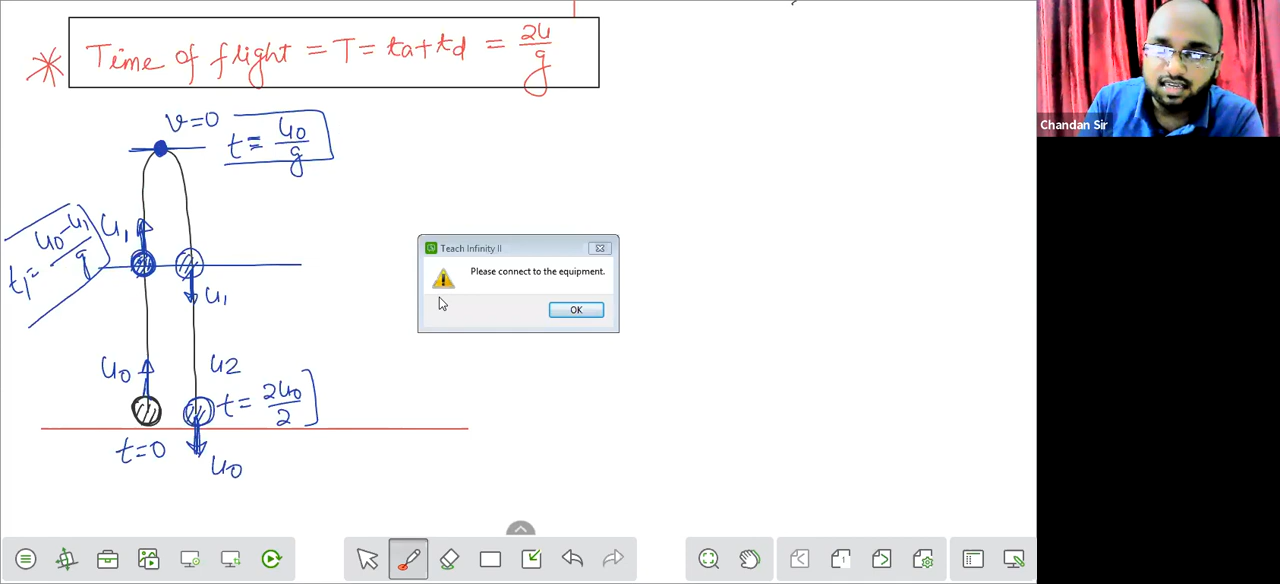 Time of flight = T = ta+td = 2u/g
v=0
t = u0/g
u1
t1 = u0-u1/g
u1
u0
u2
t = 2u0/2
t=0
u0
Teach Infinity II
Please connect to the equipment.
OK
Chandan Sir
1